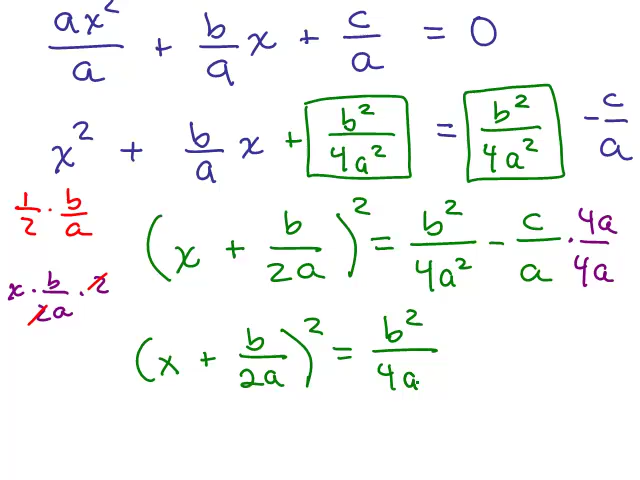 ax²/a + b/a x + c/a = 0
x² + b/a x + b²/4a² = b²/4a² - c/a
1/2 · b/a
(x + b/2a)² = b²/4a² - c/a · 4a/4a
x · b/2a · 2
(x + b/2a)² = b²/4a